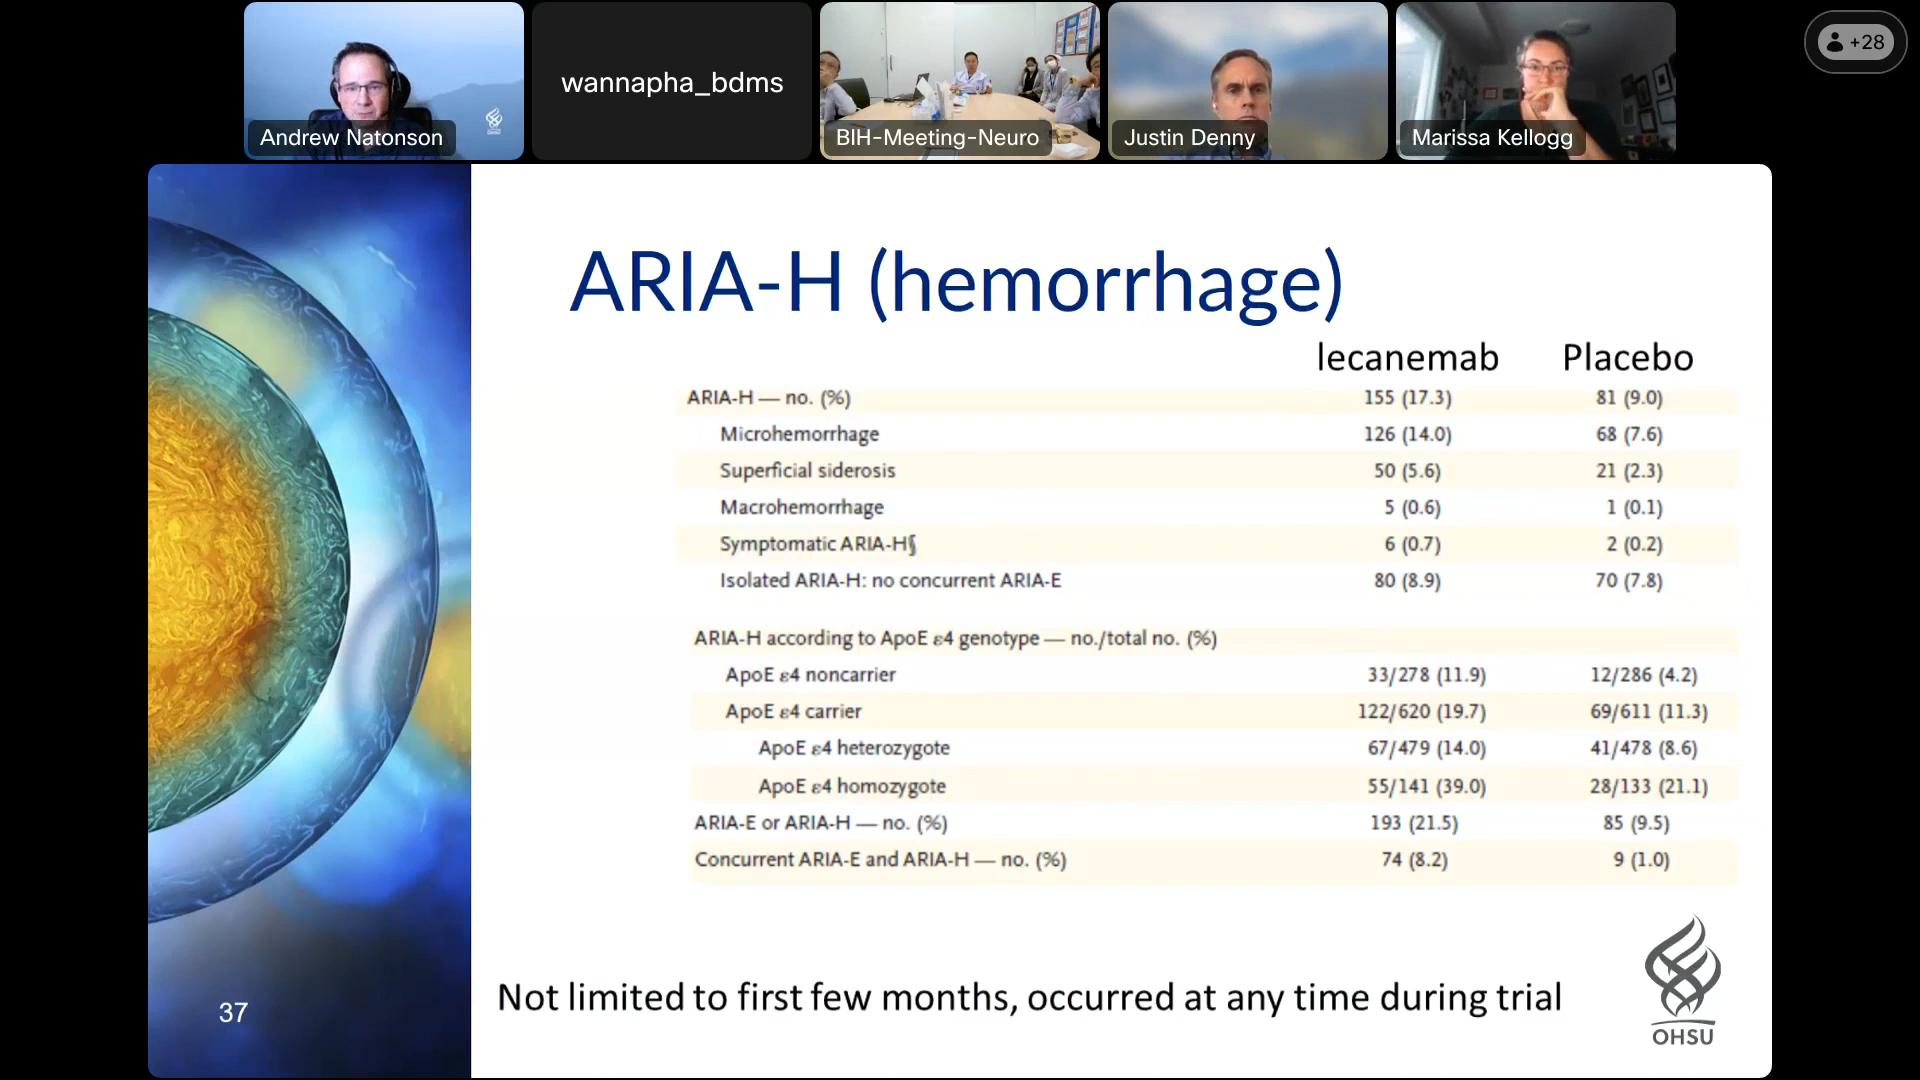 Andrew Natonson
wannapha_bdms
BIH-Meeting-Neuro
Justin Denny
Marissa Kellogg
+28
ARIA-H (hemorrhage)
lecanemab Placebo
ARIA-H — no. (%) 155 (17.3) 81 (9.0)
Microhemorrhage 126 (14.0) 68 (7.6)
Superficial siderosis 50 (5.6) 21 (2.3)
Macrohemorrhage 5 (0.6) 1 (0.1)
Symptomatic ARIA-H§ 6 (0.7) 2 (0.2)
Isolated ARIA-H: no concurrent ARIA-E 80 (8.9) 70 (7.8)
ARIA-H according to ApoE ε4 genotype — no./total no. (%)
ApoE ε4 noncarrier 33/278 (11.9) 12/286 (4.2)
ApoE ε4 carrier 122/620 (19.7) 69/611 (11.3)
ApoE ε4 heterozygote 67/479 (14.0) 41/478 (8.6)
ApoE ε4 homozygote 55/141 (39.0) 28/133 (21.1)
ARIA-E or ARIA-H — no. (%) 193 (21.5) 85 (9.5)
Concurrent ARIA-E and ARIA-H — no. (%) 74 (8.2) 9 (1.0)
Not limited to first few months, occurred at any time during trial
37
OHSU